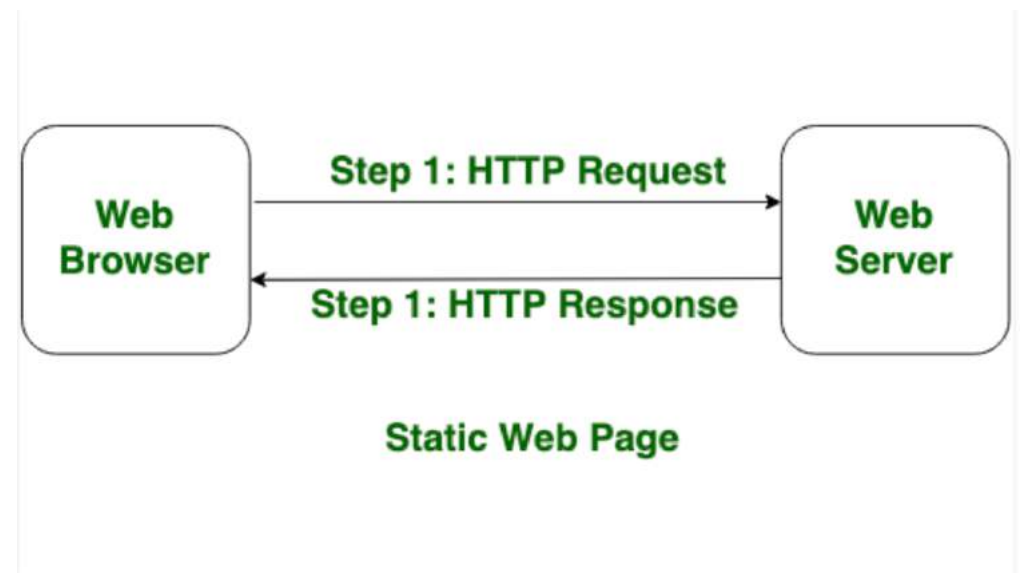 Step 1: HTTP Request
Web
Browser
Web
Server
Step 1: HTTP Response
Static Web Page